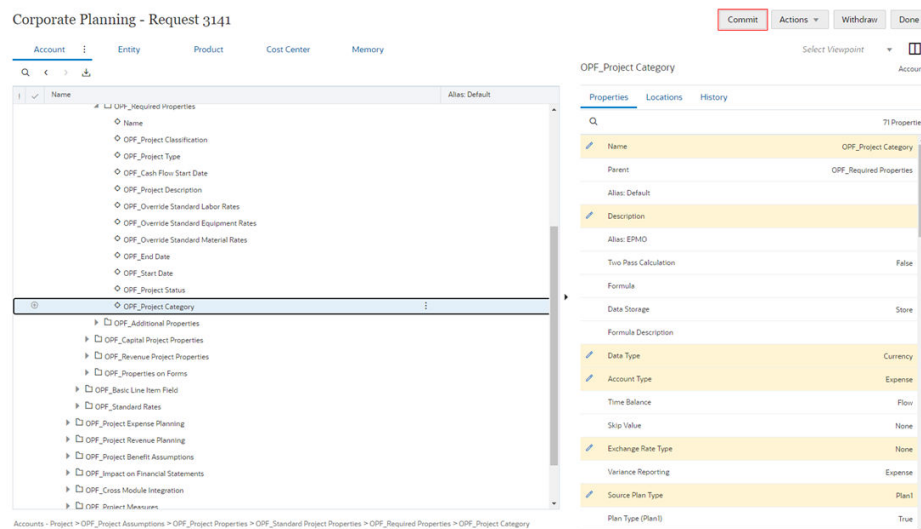 Corporate Planning - Request 3141
Commit
Actions
Withdraw
Done
Account
Entity
Product
Cost Center
Memory
Select Viewpoint
OPF_Project Category
Accoun
Name
Alias: Default
Properties
Locations
History
71 Propertie
OPF_Required Properties
Name
OPF_Project Classification
OPF_Project Type
OPF_Cash Flow Start Date
OPF_Project Description
OPF_Override Standard Labor Rates
OPF_Override Standard Equipment Rates
OPF_Override Standard Material Rates
OPF_End Date
OPF_Start Date
OPF_Project Status
OPF_Project Category
OPF_Additional Properties
OPF_Capital Project Properties
OPF_Revenue Project Properties
OPF_Properties on Forms
OPF_Basic Line Item Field
OPF_Standard Rates
OPF_Project Expense Planning
OPF_Project Revenue Planning
OPF_Project Benefit Assumptions
OPF_Impact on Financial Statements
OPF_Cross Module Integration
OPF_Project Measures
Name OPF_Project Category
Parent OPF_Required Properties
Alias: Default
Description
Alias: EPMO
Two Pass Calculation False
Formula
Data Storage Store
Formula Description
Data Type Currency
Account Type Expense
Time Balance Flow
Skip Value None
Exchange Rate Type None
Variance Reporting Expense
Source Plan Type Plan1
Plan Type (Plan1) True
Accounts - Project > OPF_Project Assumptions > OPF_Project Properties > OPF_Standard Project Properties > OPF_Required Properties > OPF_Project Category